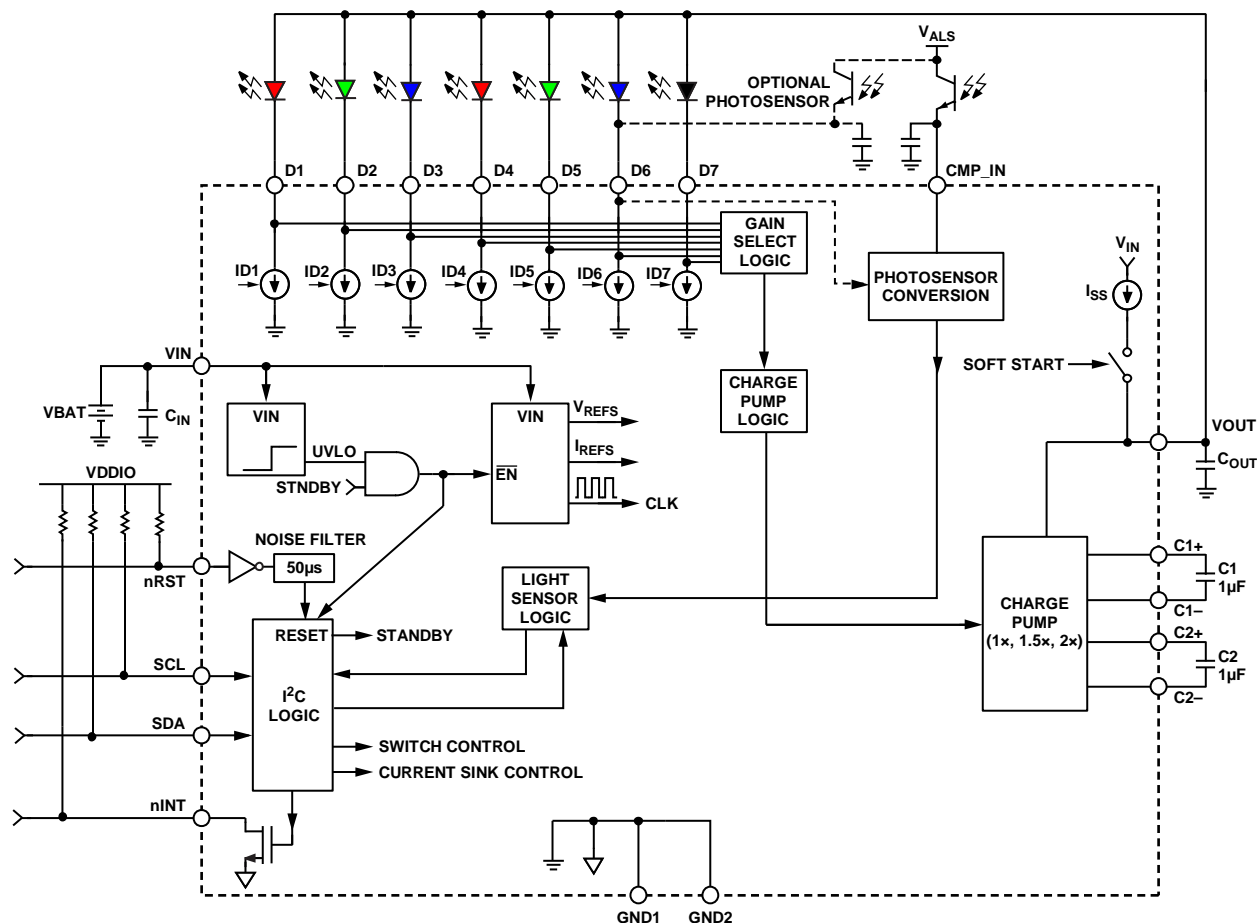 V_ALS
OPTIONAL
PHOTOSENSOR
D1
D2
D3
D4
D5
D6
D7
CMP_IN
GAIN
SELECT
LOGIC
ID1
ID2
ID3
ID4
ID5
ID6
ID7
PHOTOSENSOR
CONVERSION
V_IN
I_SS
SOFT START
VIN
VBAT
C_IN
VIN
UVLO
STNDBY
VIN
EN
V_REFS
I_REFS
CLK
CHARGE
PUMP
LOGIC
VOUT
C_OUT
VDDIO
NOISE FILTER
50µs
nRST
RESET
STANDBY
LIGHT
SENSOR
LOGIC
SCL
I²C
LOGIC
SDA
SWITCH CONTROL
CURRENT SINK CONTROL
nINT
CHARGE
PUMP
(1×, 1.5×, 2×)
C1+
C1
1µF
C1–
C2+
C2
1µF
C2–
GND1
GND2